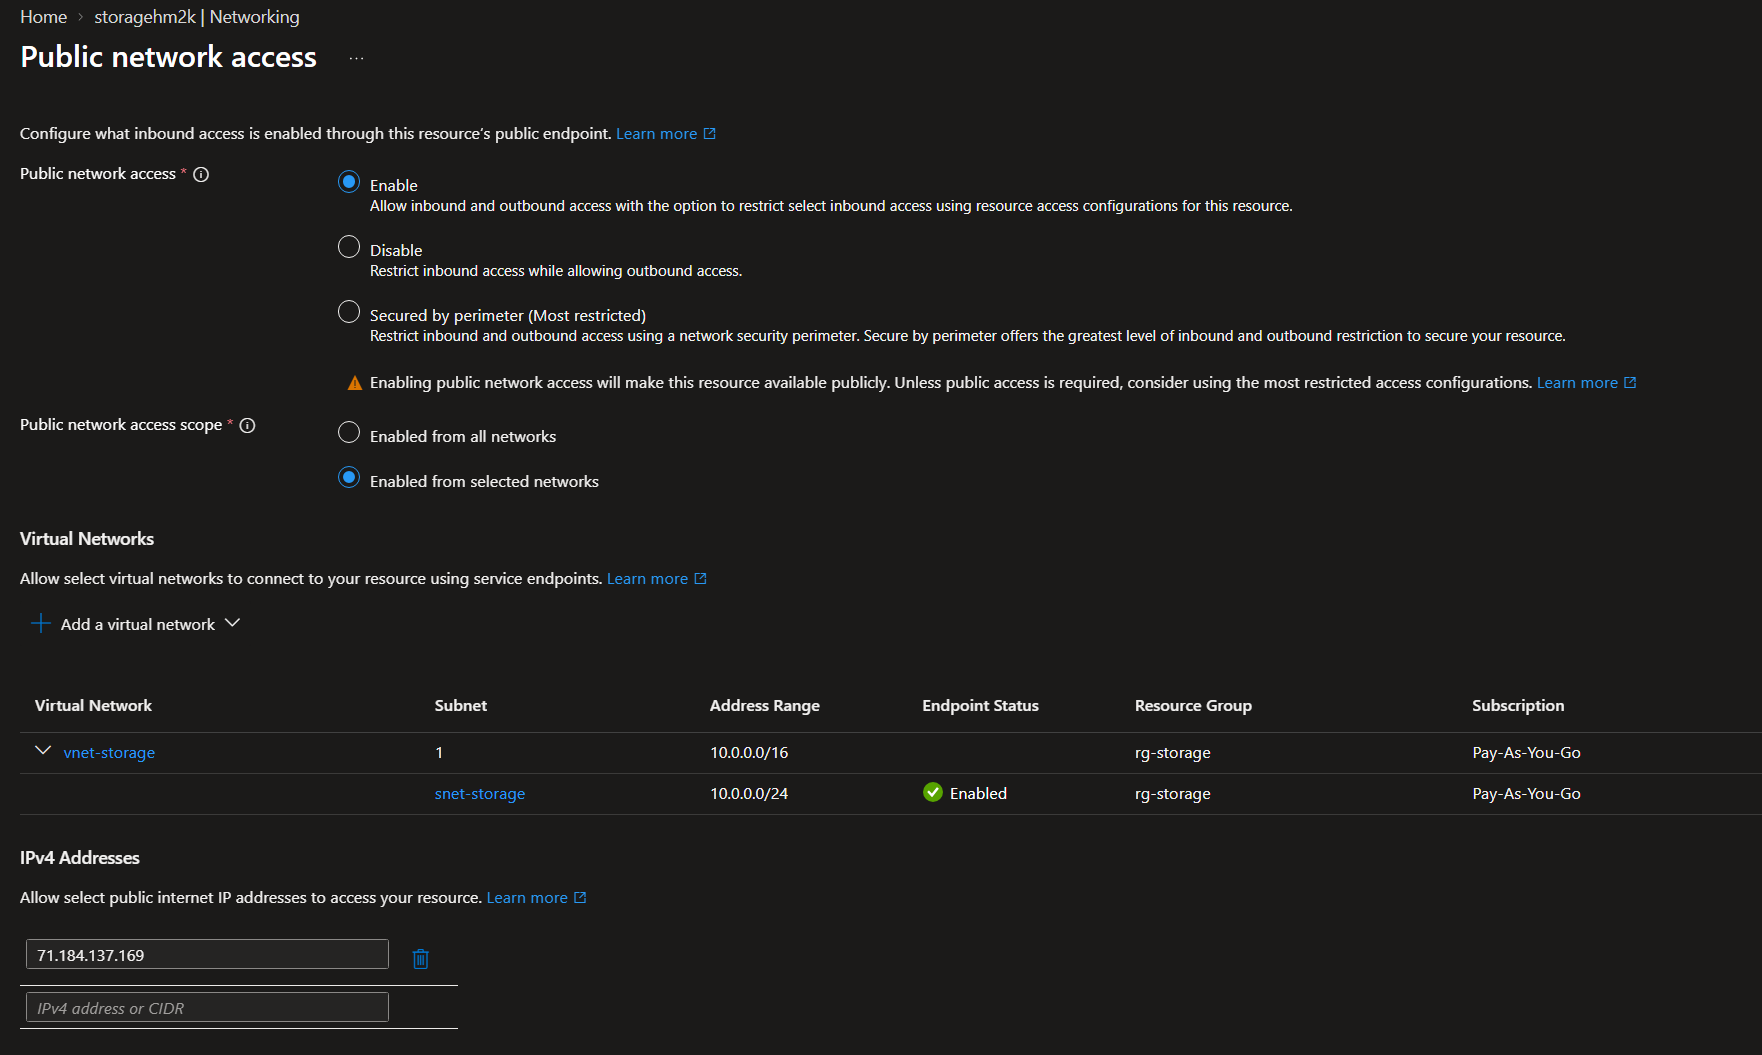 Home > storagehm2k | Networking
Public network access ...
Configure what inbound access is enabled through this resource's public endpoint. Learn more
Public network access *
Enable
Allow inbound and outbound access with the option to restrict select inbound access using resource access configurations for this resource.
Disable
Restrict inbound access while allowing outbound access.
Secured by perimeter (Most restricted)
Restrict inbound and outbound access using a network security perimeter. Secure by perimeter offers the greatest level of inbound and outbound restriction to secure your resource.
Enabling public network access will make this resource available publicly. Unless public access is required, consider using the most restricted access configurations. Learn more
Public network access scope *
Enabled from all networks
Enabled from selected networks
Virtual Networks
Allow select virtual networks to connect to your resource using service endpoints. Learn more
Add a virtual network
Virtual Network Subnet Address Range Endpoint Status Resource Group Subscription
vnet-storage 1 10.0.0.0/16 rg-storage Pay-As-You-Go
snet-storage 10.0.0.0/24 Enabled rg-storage Pay-As-You-Go
IPv4 Addresses
Allow select public internet IP addresses to access your resource. Learn more
71.184.137.169
IPv4 address or CIDR